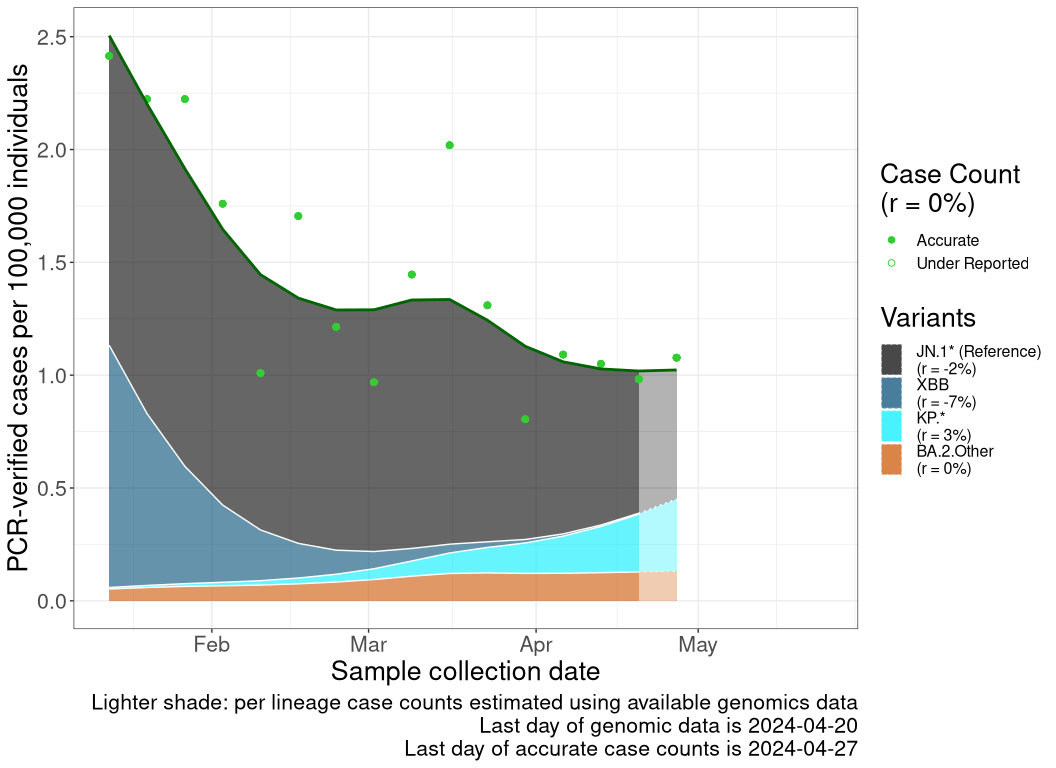 PCR-verified cases per 100,000 individuals
2.5
2.0
1.5
1.0
0.5
0.0
Feb Mar Apr May
Sample collection date
Lighter shade: per lineage case counts estimated using available genomics data
Last day of genomic data is 2024-04-20
Last day of accurate case counts is 2024-04-27
Case Count
(r = 0%)
Accurate
Under Reported
Variants
JN.1* (Reference)
(r = -2%)
XBB
(r = -7%)
KP.*
(r = 3%)
BA.2.Other
(r = 0%)